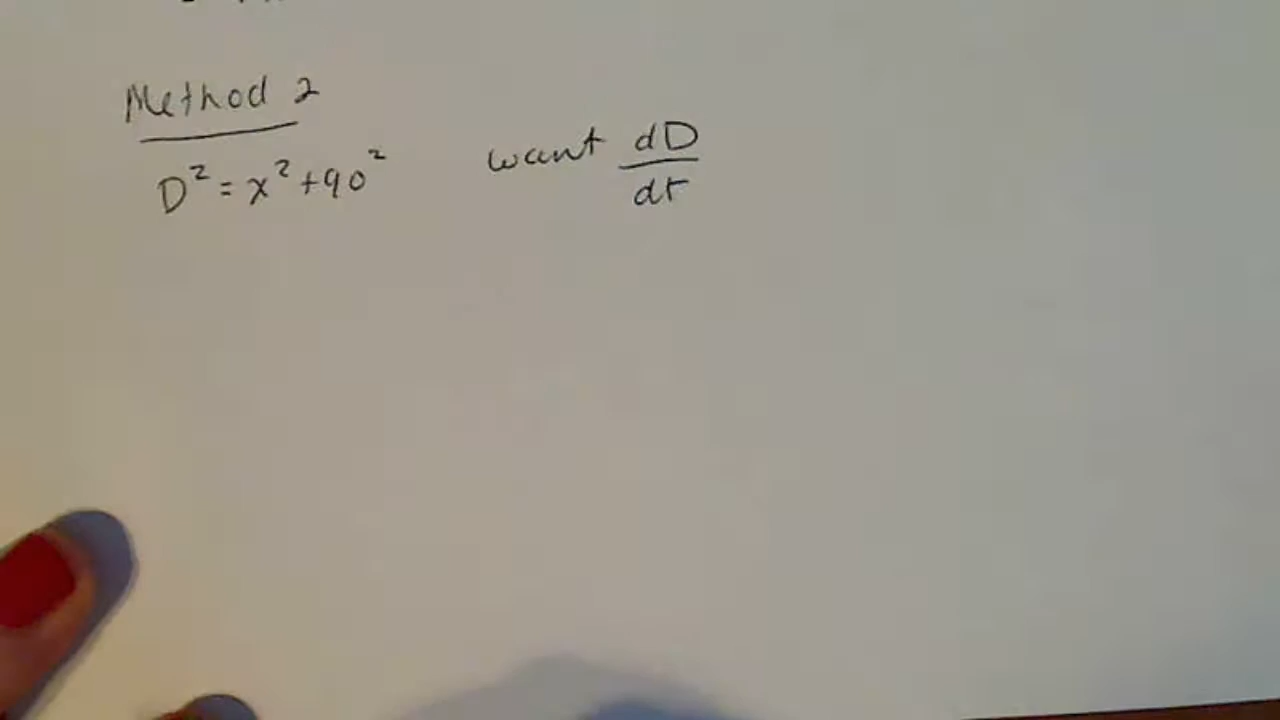 Method 2
D² = x² + 90² want dD/dt